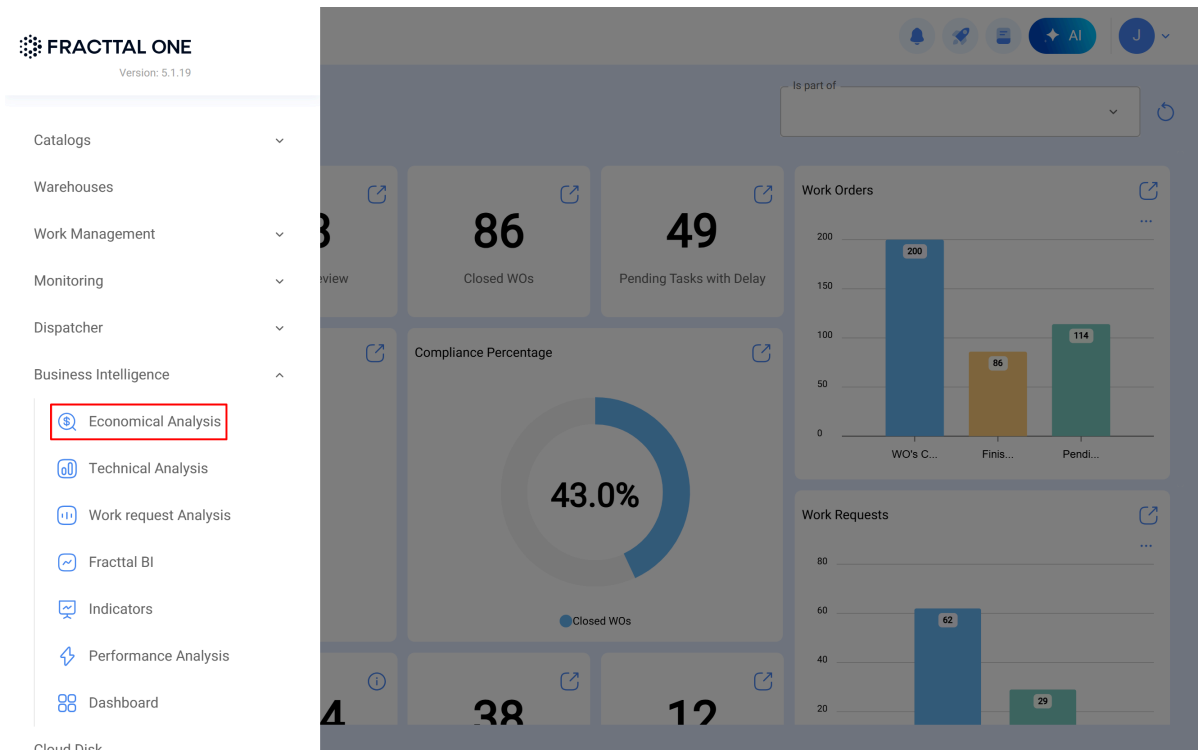 FRACTTAL ONE
Version: 5.1.19
Catalogs
Warehouses
Work Management
Monitoring
Dispatcher
Business Intelligence
Economical Analysis
Technical Analysis
Work request Analysis
Fracttal BI
Indicators
Performance Analysis
Dashboard
Cloud Disk
AI
J
Is part of
86
Closed WOs
49
Pending Tasks with Delay
Compliance Percentage
43.0%
Closed WOs
38
12
Work Orders
200
150
100
50
0
200
86
114
WO's C...
Finis...
Pendi...
Work Requests
80
60
40
20
62
29